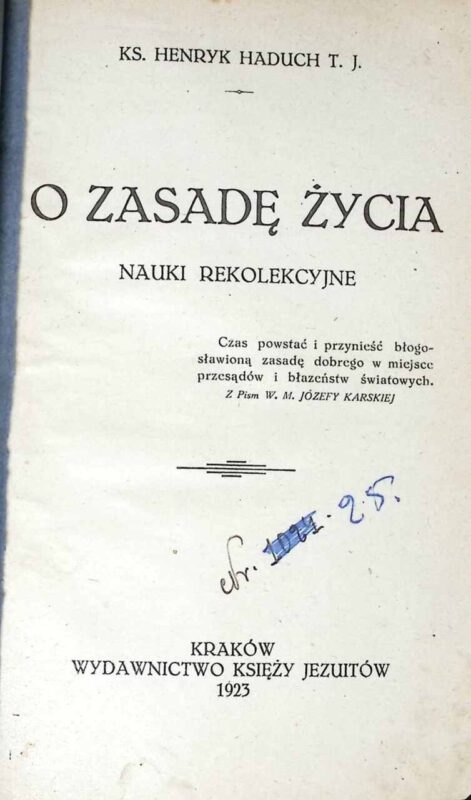 KS. HENRYK HADUCH T. J.
O ZASADĘ ŻYCIA
NAUKI REKOLEKCYJNE
Czas powstać i przynieść błogo-
sławioną zasadę dobrego w miejsce
przesądów i błazeństw światowych.
Z Pism W. M. JÓZEFY KARSKIEJ
25.
KRAKÓW
WYDAWNICTWO KSIĘŻY JEZUITÓW
1923